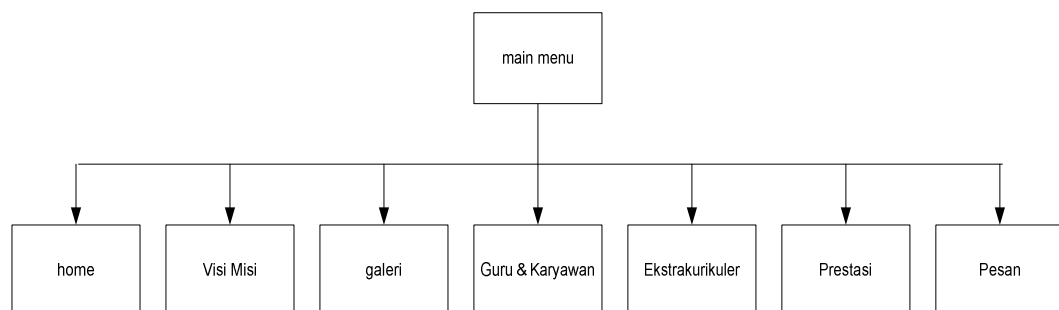 main menu
home
Visi Misi
galeri
Guru & Karyawan
Ekstrakurikuler
Prestasi
Pesan